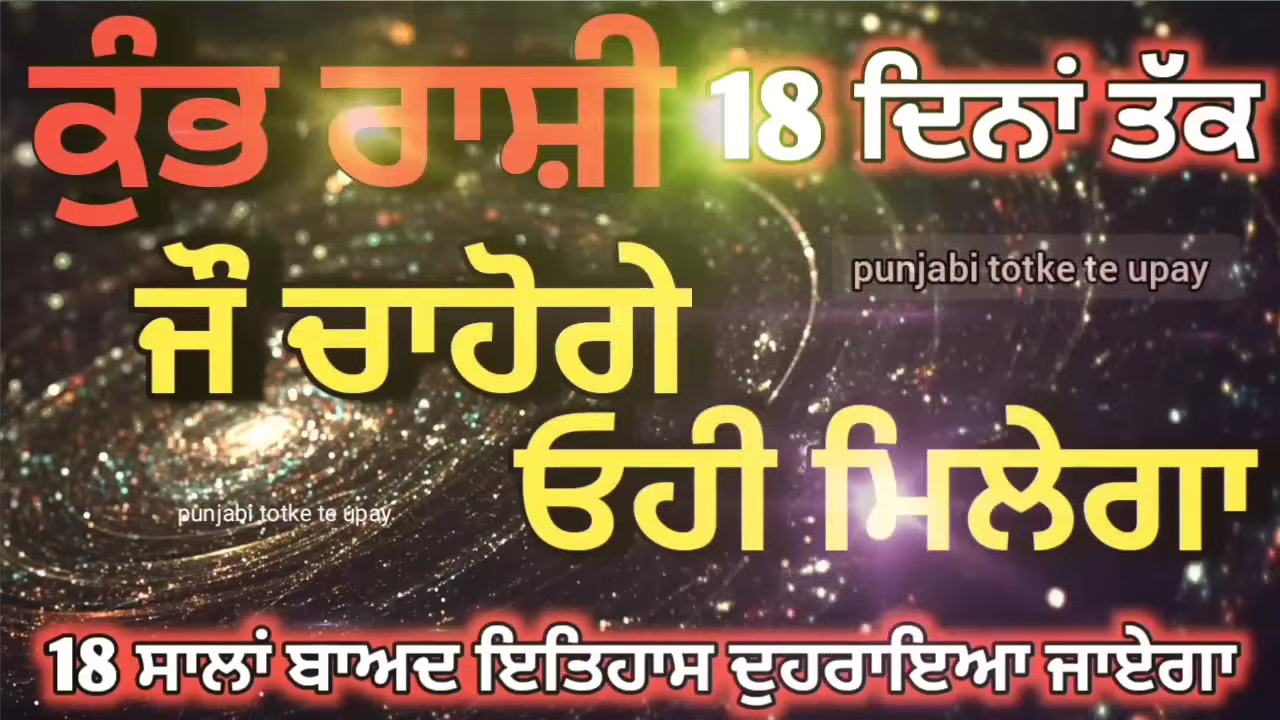 ਕੁੰਭ ਰਾਸ਼ੀ 18 ਦਿਨਾਂ ਤੱਕ
punjabi totke te upay
ਜੌ ਚਾਹੋਗੇ
ਓਹੀ ਮਿਲੇਗਾ
punjabi totke te upay
18 ਸਾਲਾਂ ਬਾਅਦ ਇਤਿਹਾਸ ਦੁਹਰਾਇਆ ਜਾਏਗਾ